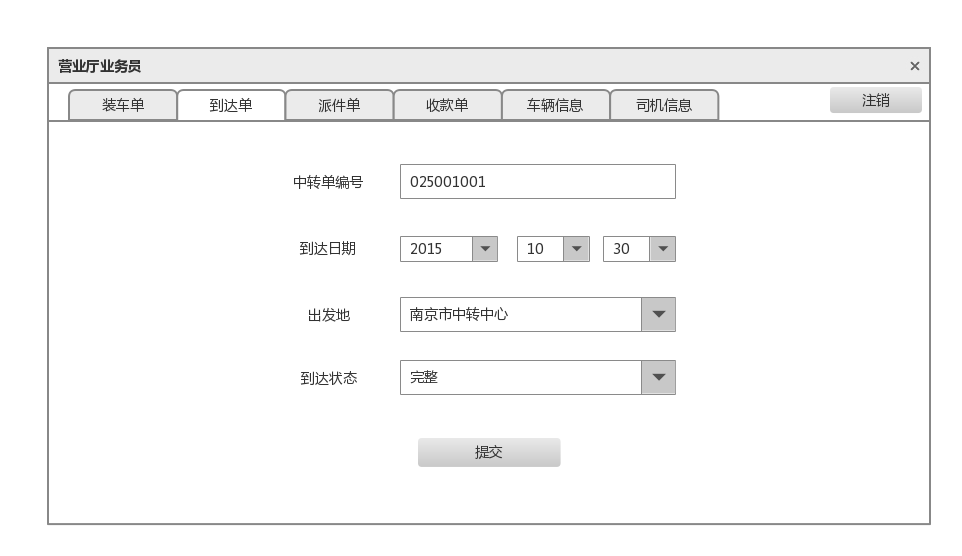 营业厅业务员 ×
装车单 到达单 派件单 收款单 车辆信息 司机信息 注销
中转单编号 025001001
到达日期 2015 10 30
出发地 南京市中转中心
到达状态 完整
提交